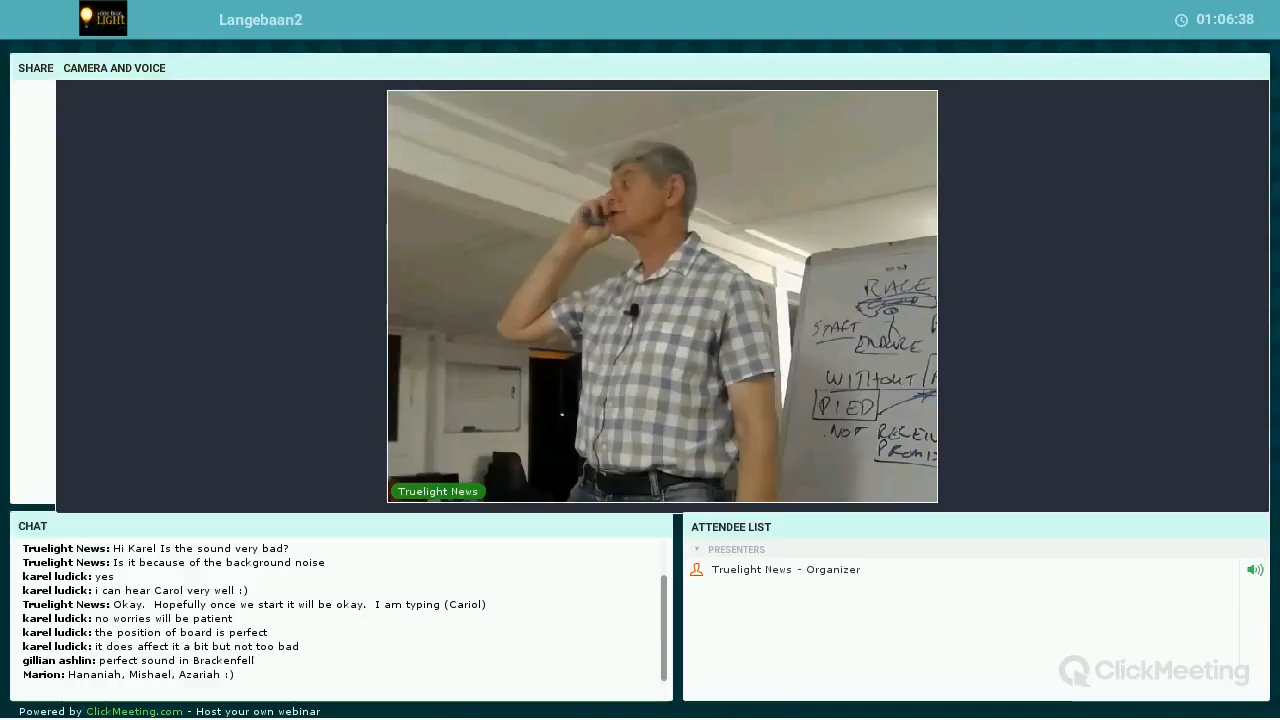 LIGHT
Langebaan2
01:06:38
SHARE CAMERA AND VOICE
RACE
START
ENDURE
WITHOUT
DIED
NOT RECEIV
PROMIS
Truelight News
CHAT
Truelight News: Hi Karel Is the sound very bad?
Truelight News: Is it because of the background noise
karel ludick: yes
karel ludick: i can hear Carol very well :)
Truelight News: Okay. Hopefully once we start it will be okay. I am typing (Cariol)
karel ludick: no worries will be patient
karel ludick: the position of board is perfect
karel ludick: it does affect it a bit but not too bad
gillian ashlin: perfect sound in Brackenfell
Marion: Hananiah, Mishael, Azariah :)
ATTENDEE LIST
PRESENTERS
Truelight News - Organizer
ClickMeeting
Powered by ClickMeeting.com - Host your own webinar